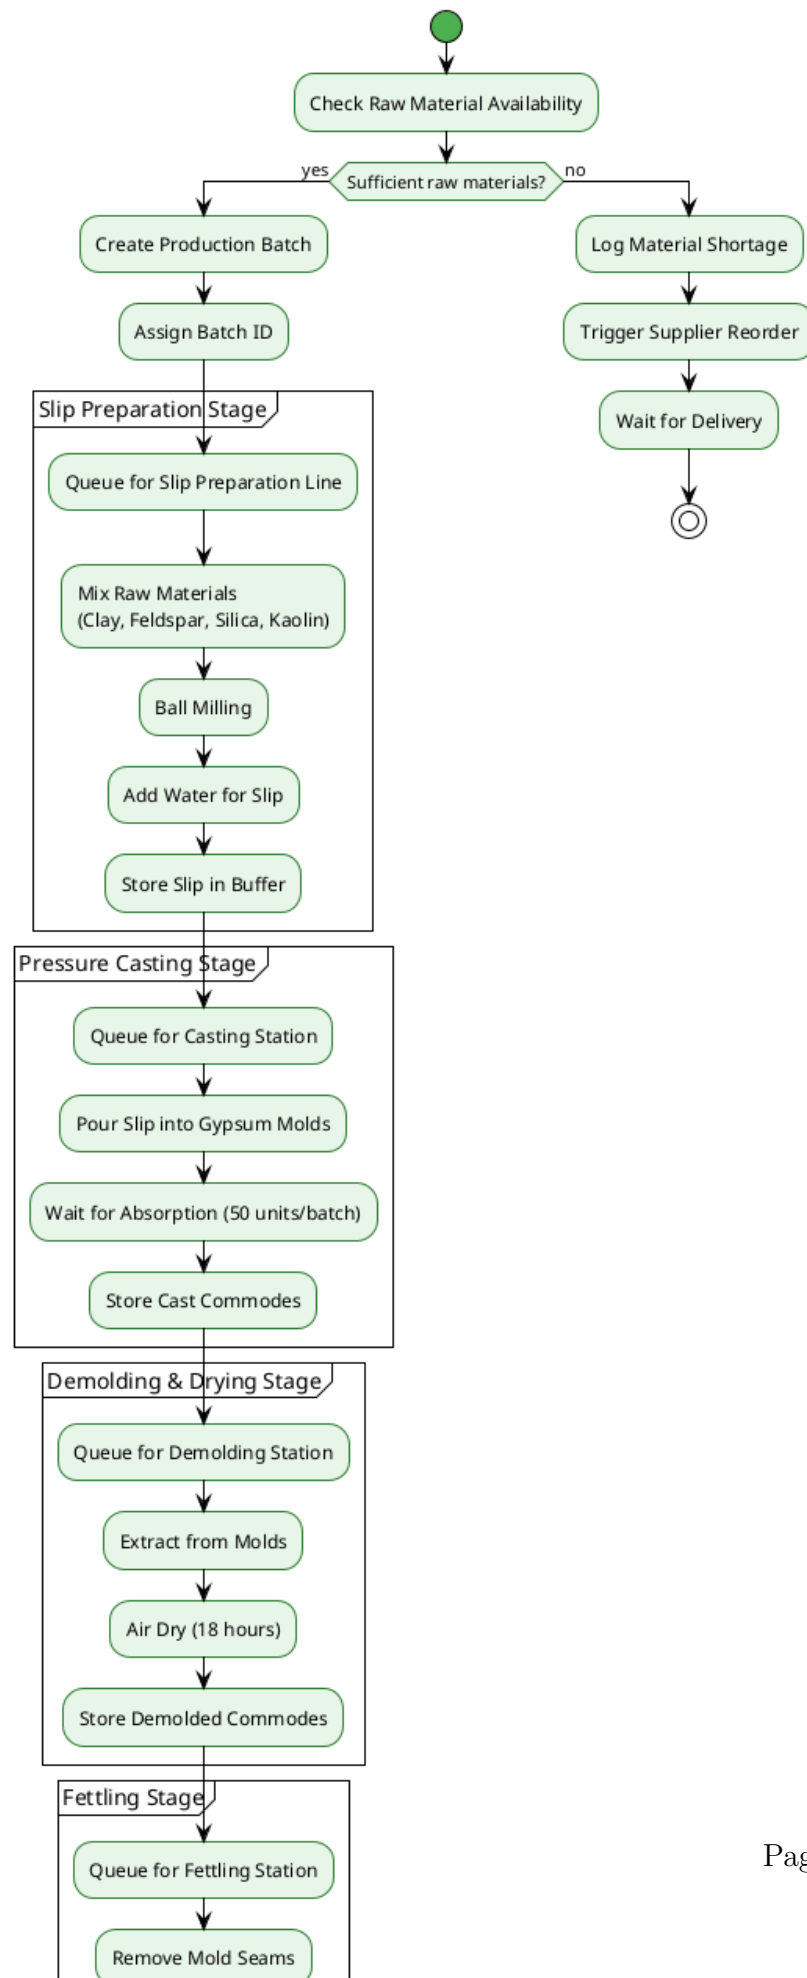 Check Raw Material Availability
yes
Sufficient raw materials?
no
Create Production Batch
Log Material Shortage
Assign Batch ID
Trigger Supplier Reorder
Slip Preparation Stage
Wait for Delivery
Queue for Slip Preparation Line
Mix Raw Materials
(Clay, Feldspar, Silica, Kaolin)
Ball Milling
Add Water for Slip
Store Slip in Buffer
Pressure Casting Stage
Queue for Casting Station
Pour Slip into Gypsum Molds
Wait for Absorption (50 units/batch)
Store Cast Commodes
Demolding & Drying Stage
Queue for Demolding Station
Extract from Molds
Air Dry (18 hours)
Store Demolded Commodes
Fettling Stage
Queue for Fettling Station
Remove Mold Seams